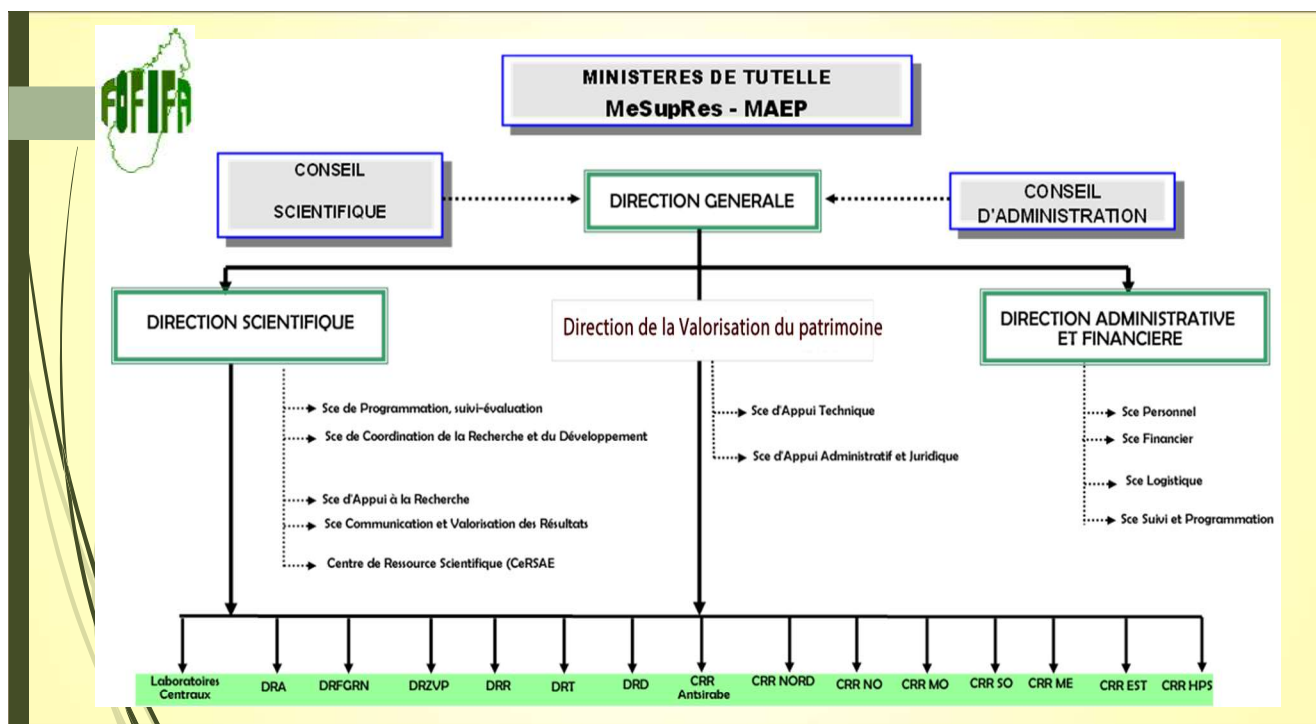 FOFIFA
MINISTERES DE TUTELLE
MeSupRes - MAEP
CONSEIL
SCIENTIFIQUE
DIRECTION GENERALE
CONSEIL
D'ADMINISTRATION
DIRECTION SCIENTIFIQUE
Direction de la Valorisation du patrimoine
DIRECTION ADMINISTRATIVE
ET FINANCIERE
Sce de Programmation, suivi-évaluation
Sce de Coordination de la Recherche et du Développement
Sce d'Appui à la Recherche
Sce Communication et Valorisation des Résultats
Centre de Ressource Scientifique (CeRSAE
Sce d'Appui Technique
Sce d'Appui Administratif et Juridique
Sce Personnel
Sce Financier
Sce Logistique
Sce Suivi et Programmation
Laboratoires
Centraux
DRA
DRFGRN
DRZVP
DRR
DRT
DRD
CRR
Antsirabe
CRR NORD
CRR NO
CRR MO
CRR SO
CRR ME
CRR EST
CRR HPS